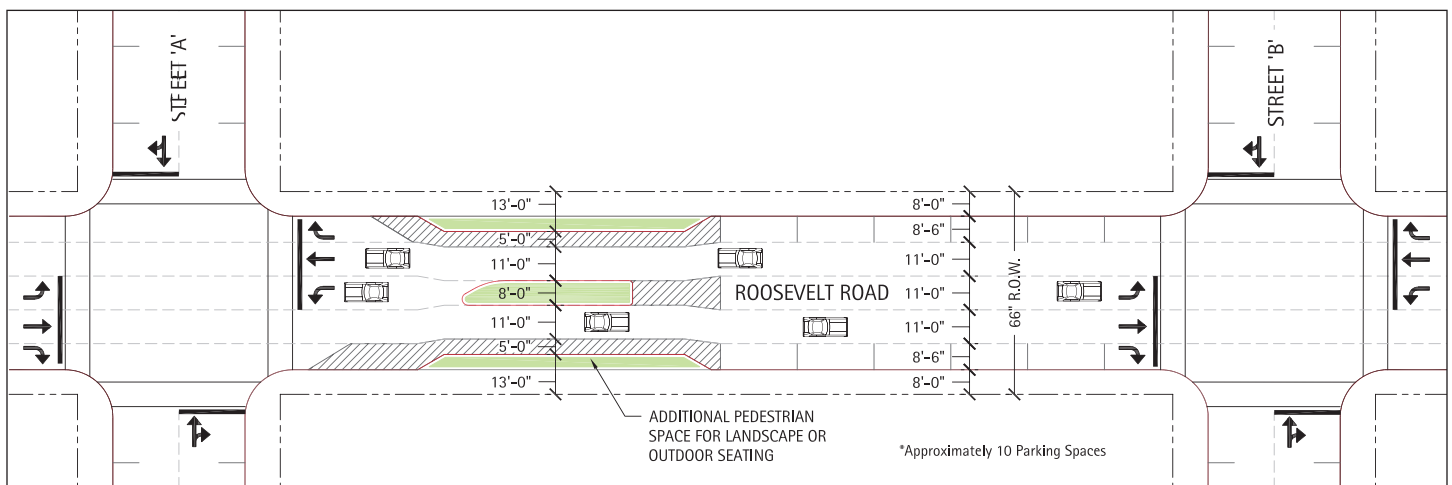 STREET 'A'
STREET 'B'
13'-0"
5'-0"
11'-0"
8'-0"
11'-0"
5'-0"
13'-0"
ROOSEVELT ROAD
8'-0"
8'-6"
11'-0"
11'-0"
11'-0"
8'-6"
8'-0"
66" R.O.W.
ADDITIONAL PEDESTRIAN
SPACE FOR LANDSCAPE OR
OUTDOOR SEATING
*Approximately 10 Parking Spaces